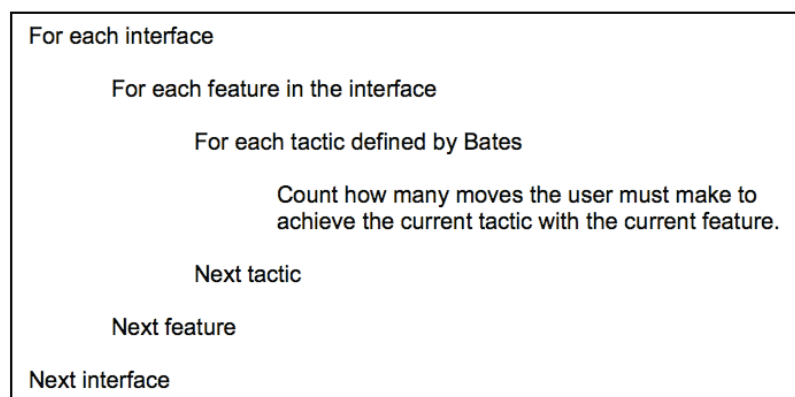 For each interface
For each feature in the interface
For each tactic defined by Bates
Count how many moves the user must make to
achieve the current tactic with the current feature.
Next tactic
Next feature
Next interface